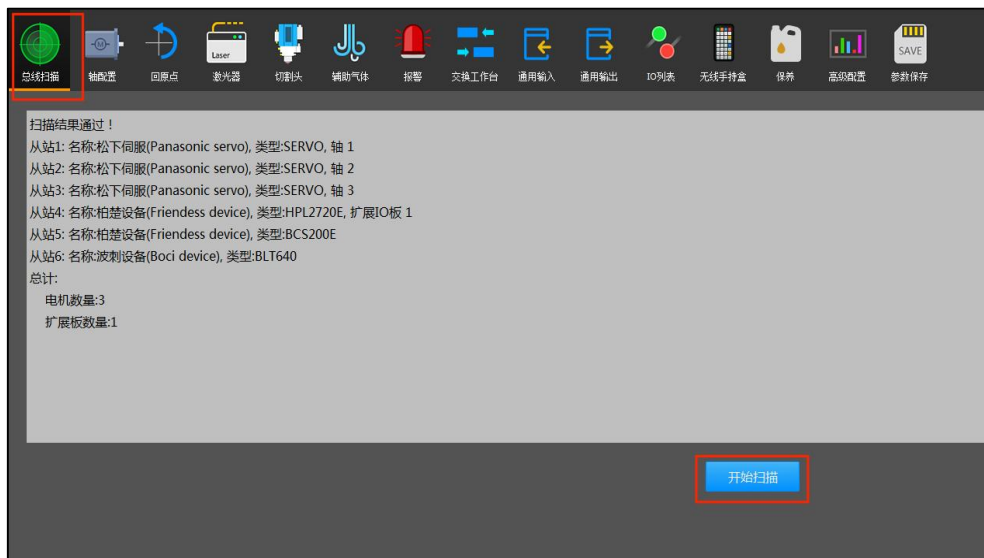 总线扫描 轴配置 回原点 激光器 切割头 辅助气体 报警 交换工作台 通用输入 通用输出 IO列表 无线手持盒 保养 高级配置 参数保存
-M-
Laser
SAVE
扫描结果通过！
从站1: 名称:松下伺服(Panasonic servo), 类型:SERVO, 轴 1
从站2: 名称:松下伺服(Panasonic servo), 类型:SERVO, 轴 2
从站3: 名称:松下伺服(Panasonic servo), 类型:SERVO, 轴 3
从站4: 名称:柏楚设备(Friendess device), 类型:HPL2720E, 扩展IO板 1
从站5: 名称:柏楚设备(Friendess device), 类型:BCS200E
从站6: 名称:波刺设备(Boci device), 类型:BLT640
总计:
电机数量:3
扩展板数量:1
开始扫描